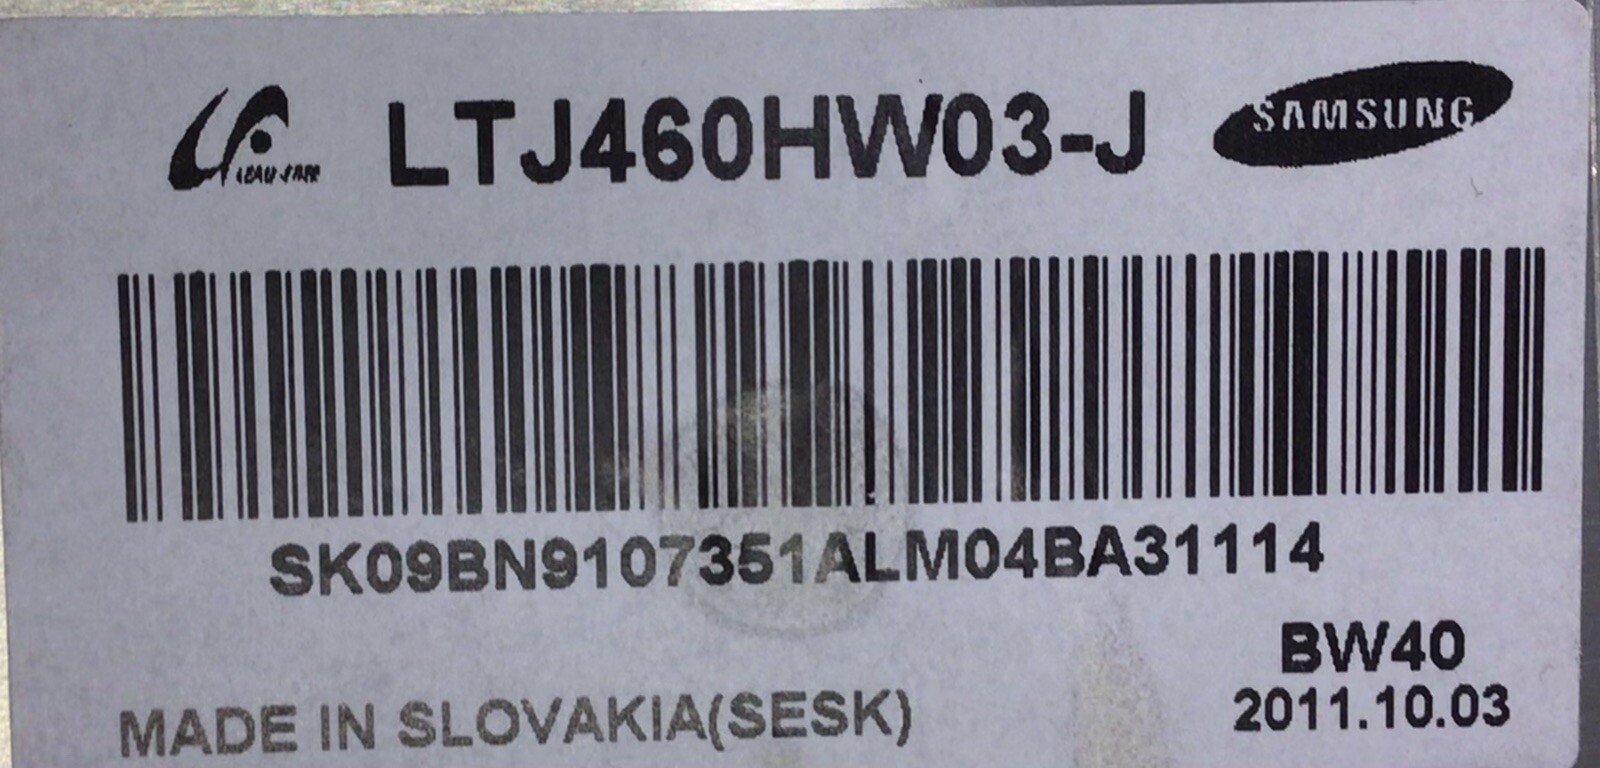 LTJ460HW03-J SAMSUNG
SK09BN9107351ALM04BA31114
BW40
MADE IN SLOVAKIA(SESK)
2011.10.03